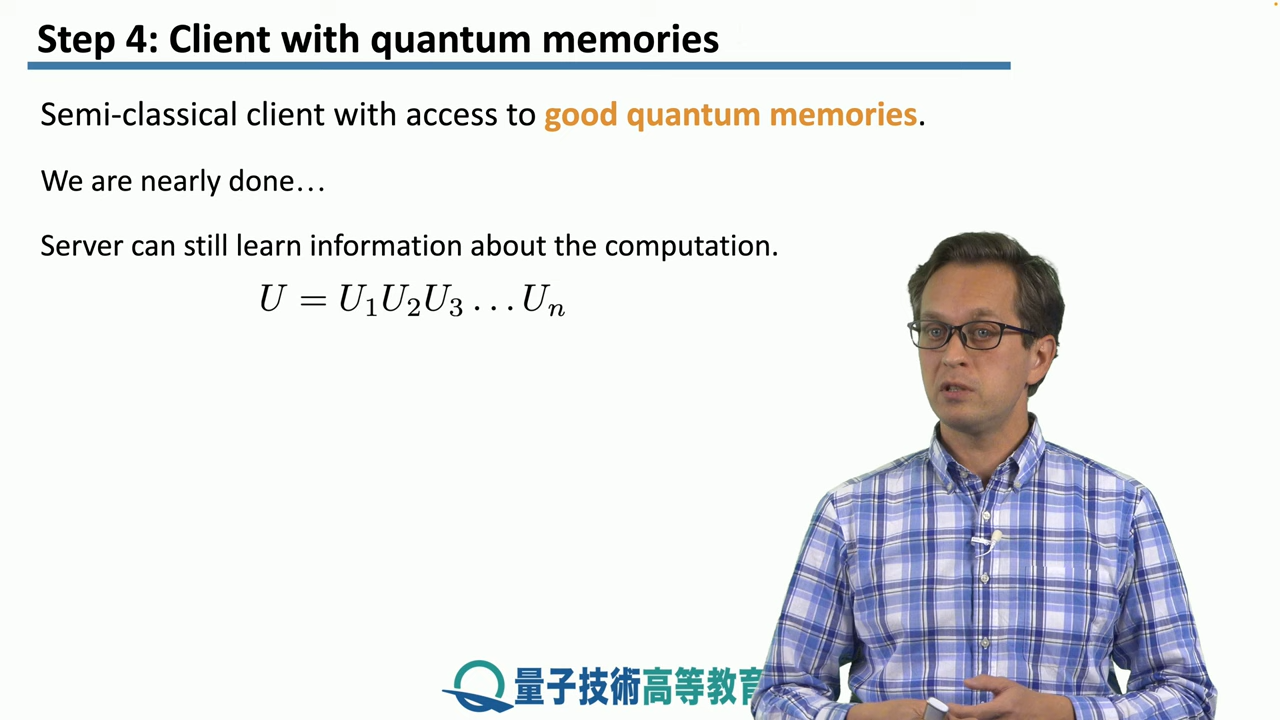 Step 4: Client with quantum memories
Semi-classical client with access to good quantum memories.
We are nearly done…
Server can still learn information about the computation.
U = U₁U₂U₃ … Uₙ
量子技術高等教育